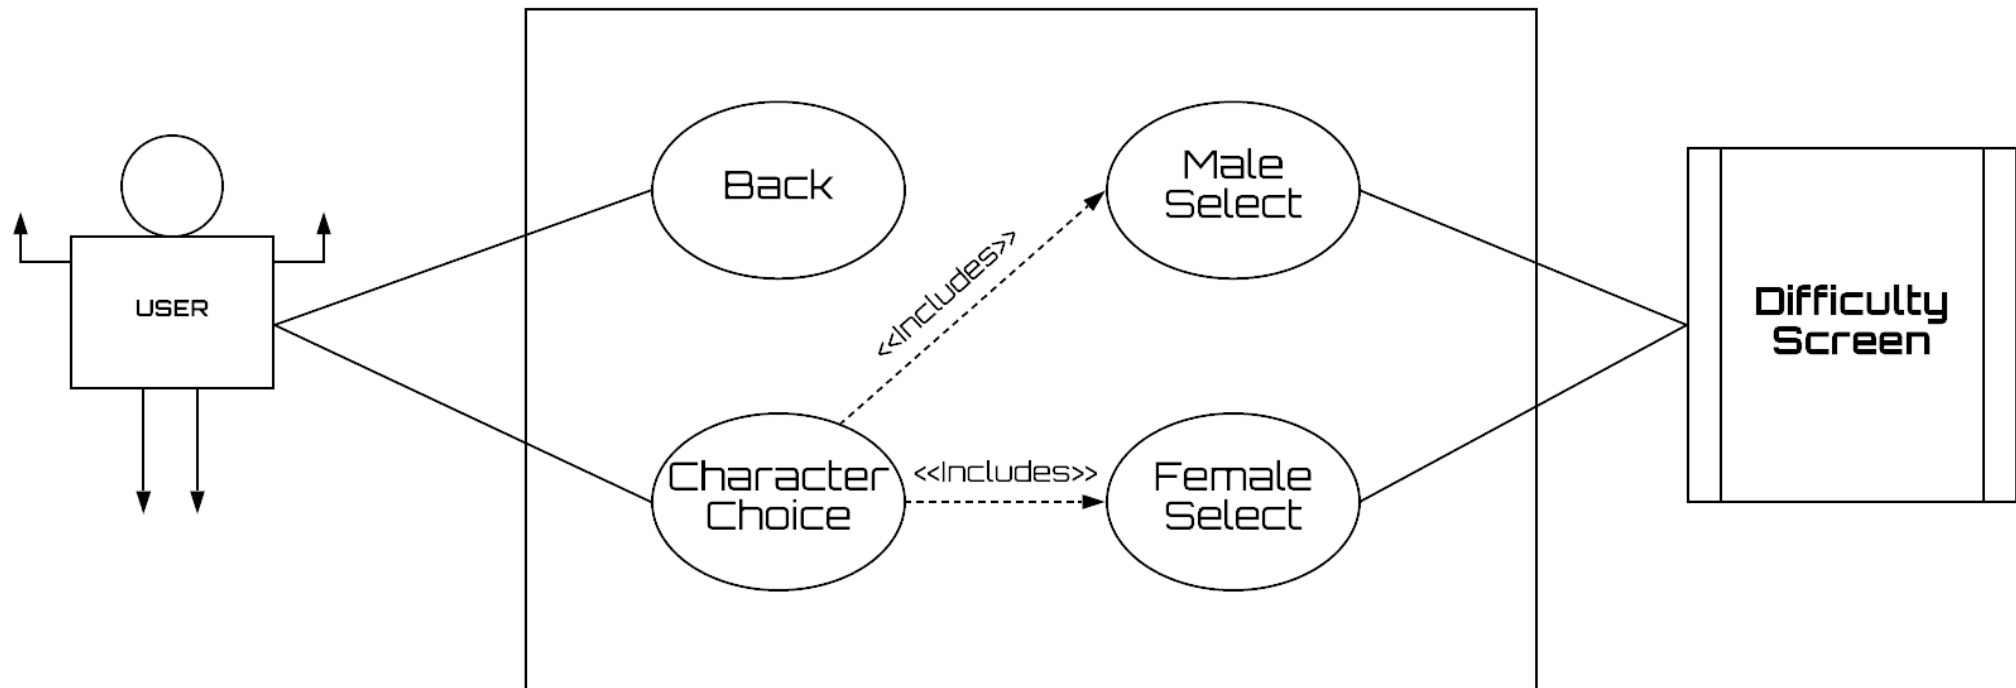 USER
Back
Male
Select
<<Includes>>
Character
Choice
<<Includes>>
Female
Select
Difficulty
Screen